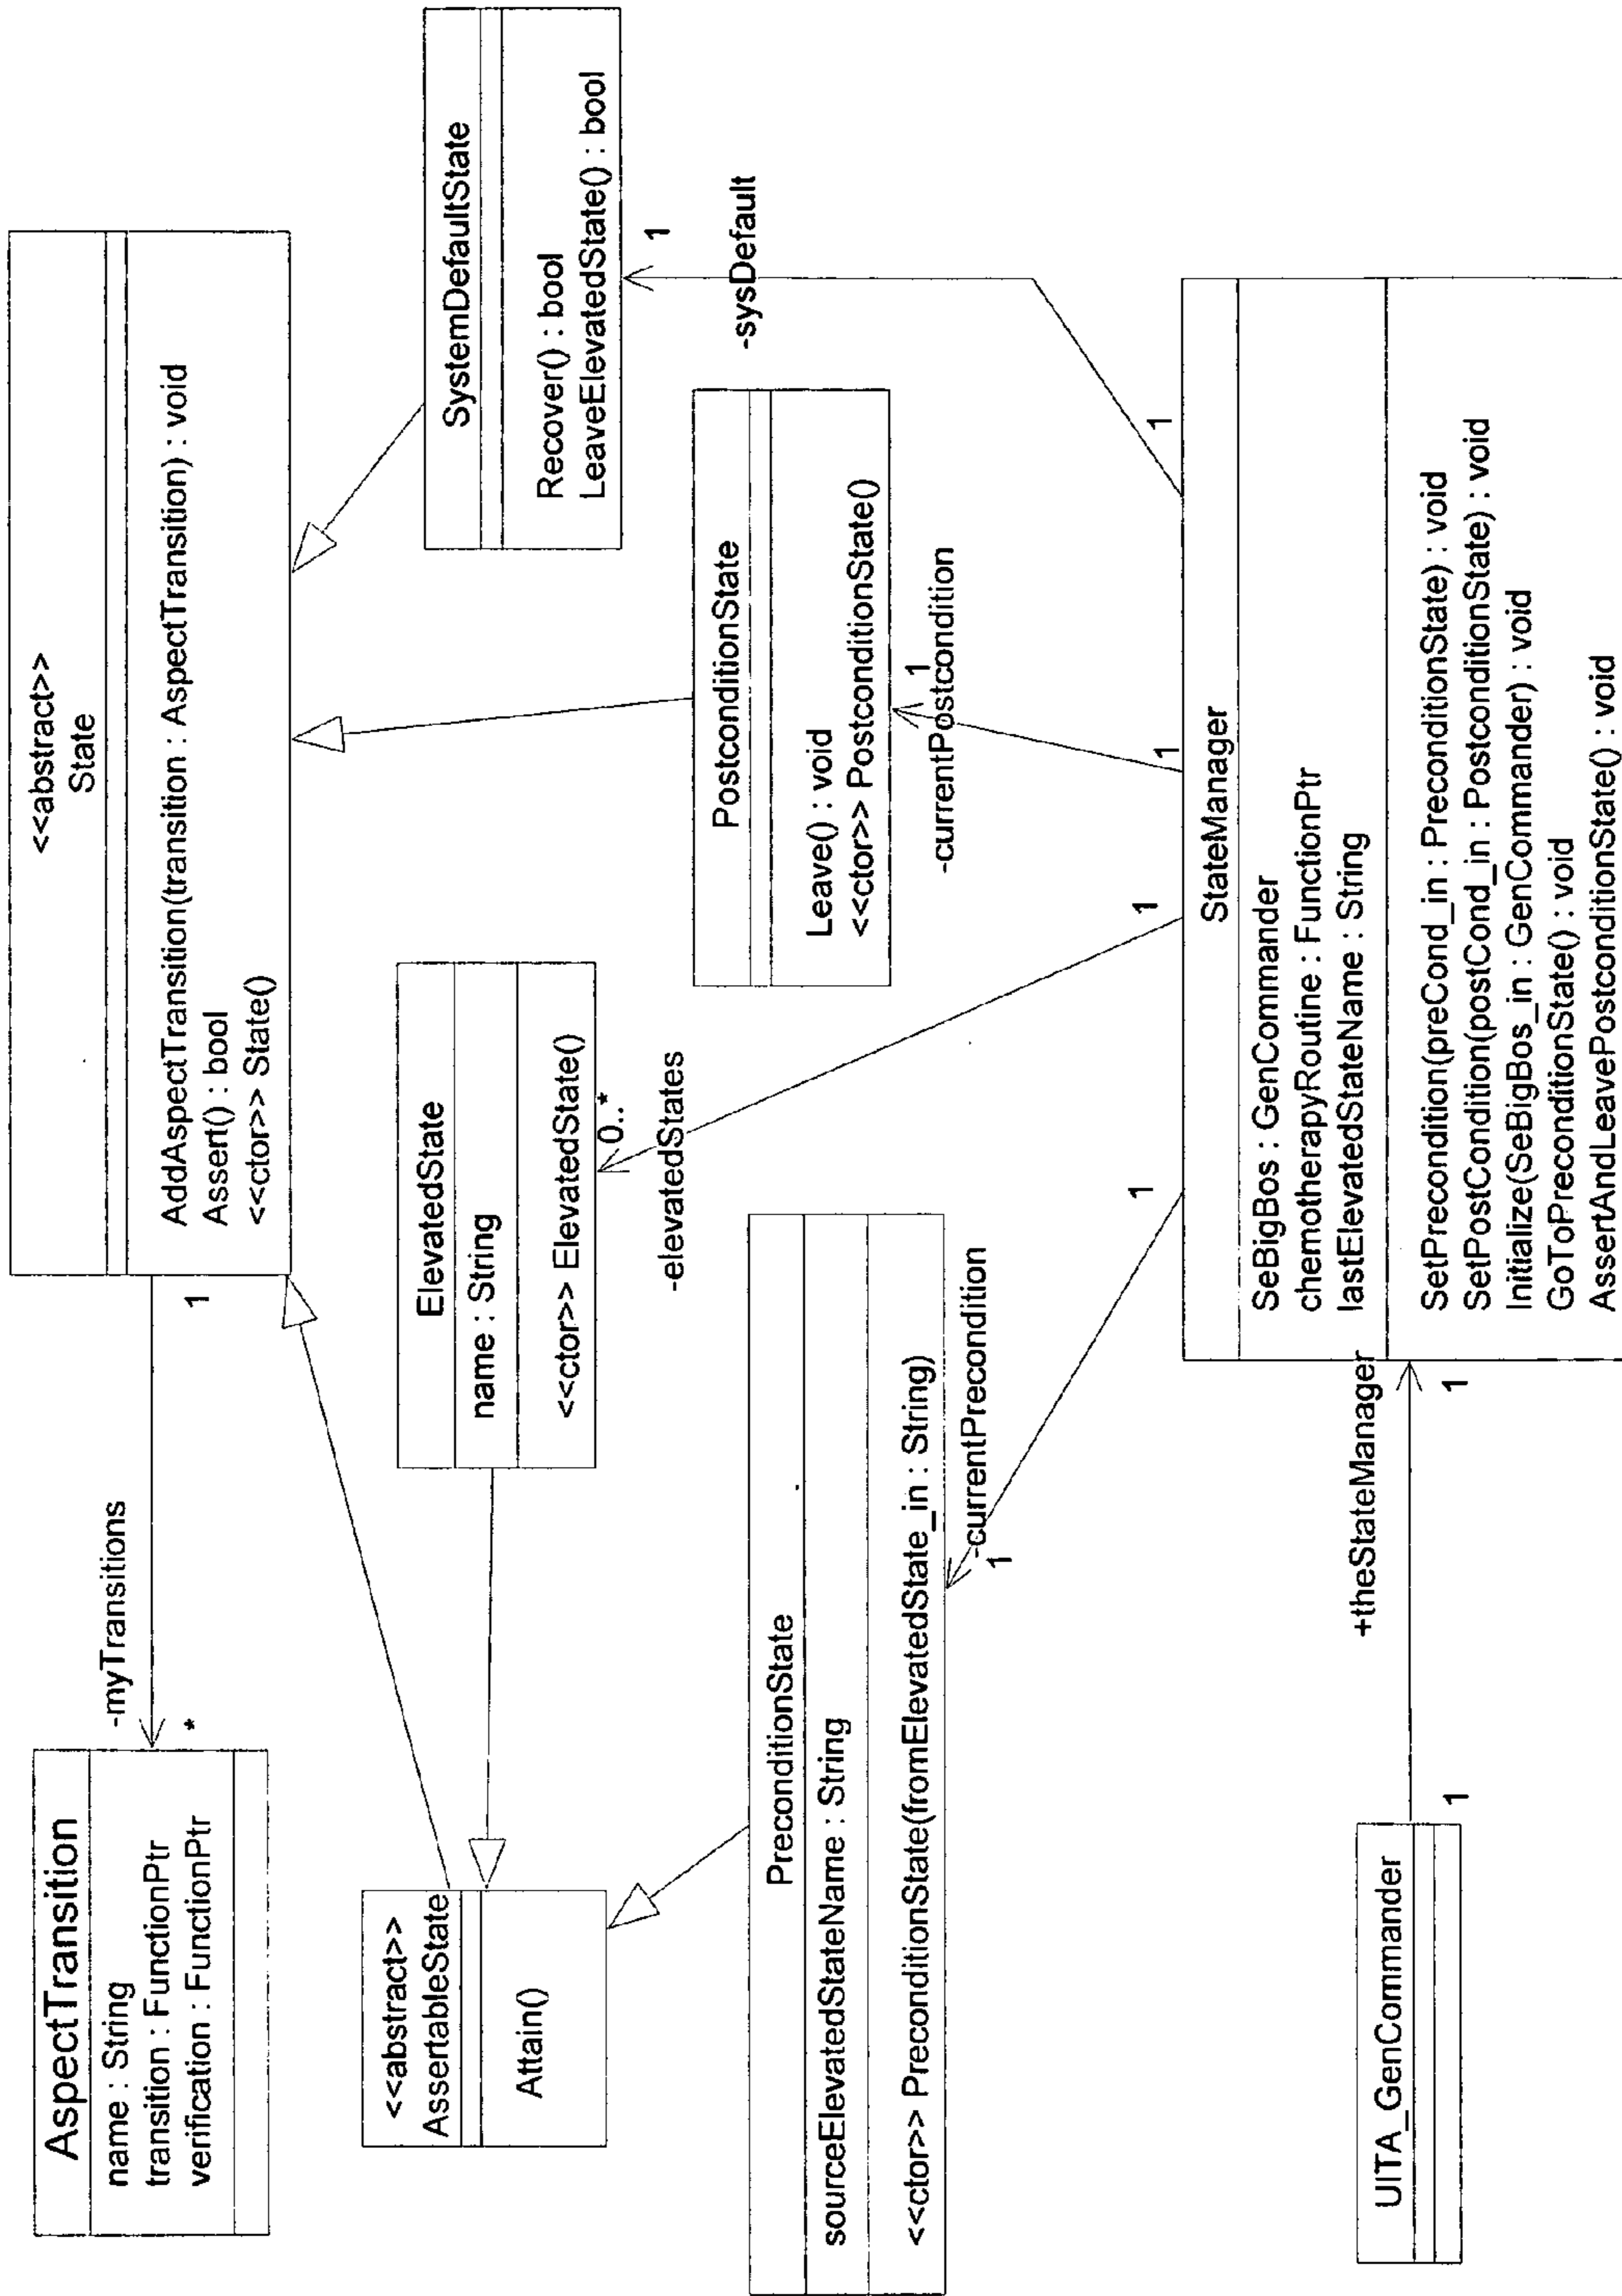 AspectTransition
name : String
transition : FunctionPtr
verification : FunctionPtr
-myTransitions
*
1
<<abstract>>
State
AddAspectTransition(transition : AspectTransition) : void
Assert() : bool
<<ctor>> State()
<<abstract>>
AssertableState
Attain()
ElevatedState
name : String
<<ctor>> ElevatedState()
0..*
-elevatedStates
SystemDefaultState
Recover() : bool
LeaveElevatedState() : bool
1
-sysDefault
PreconditionState
sourceElevatedStateName : String
<<ctor>> PreconditionState(fromElevatedState_in : String)
-currentPrecondition
1
PostconditionState
Leave() : void
<<ctor>> PostconditionState()
1
-currentPostcondition
1
1
1
1
StateManager
SeBigBos : GenCommander
chemotherapyRoutine : FunctionPtr
lastElevatedStateName : String
SetPrecondition(preCond_in : PreconditionState) : void
SetPostCondition(postCond_in : PostconditionState) : void
Initialize(SeBigBos_in : GenCommander) : void
GoToPreconditionState() : void
AssertAndLeavePostconditionState() : void
UITA_GenCommander
1
+theStateManager
1